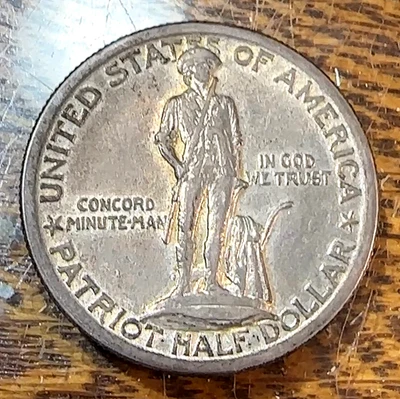 UNITED STATES OF AMERICA
CONCORD
MINUTE-MAN
IN GOD
WE TRUST
PATRIOT·HALF·DOLLAR